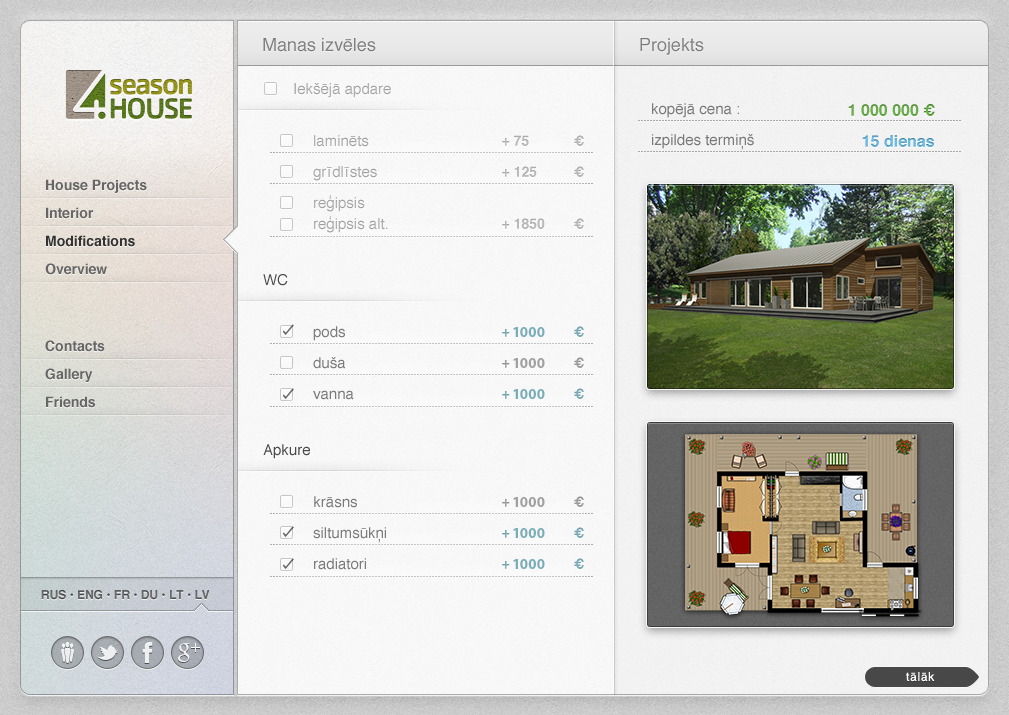 4 season
HOUSE
House Projects
Interior
Modifications
Overview
Contacts
Gallery
Friends
RUS · ENG · FR · DU · LT · LV
f
g+
Manas izvēles
Iekšējā apdare
laminēts + 75 €
grīdlīstes + 125 €
reģipsis
reģipsis alt. + 1850 €
WC
pods + 1000 €
duša + 1000 €
vanna + 1000 €
Apkure
krāsns + 1000 €
siltumsūkņi + 1000 €
radiatori + 1000 €
Projekts
kopējā cena : 1 000 000 €
izpildes termiņš 15 dienas
tālāk